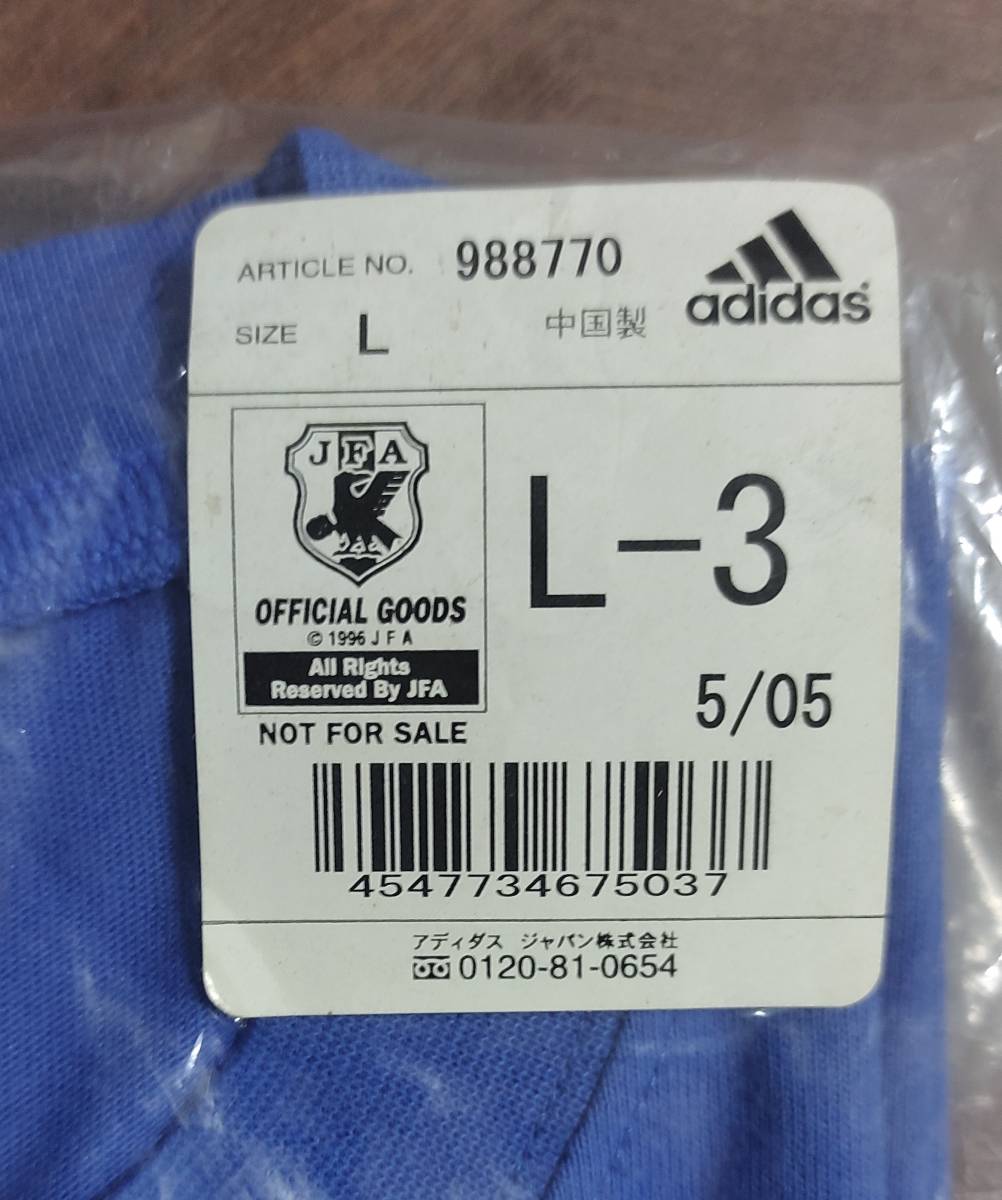 ARTICLE NO. 988770
adidas
SIZE L 中国製
JFA
L-3
OFFICIAL GOODS
© 1996 J F A
All Rights
Reserved By JFA
5/05
NOT FOR SALE
4547734675037
アディダス ジャパン株式会社
0120-81-0654